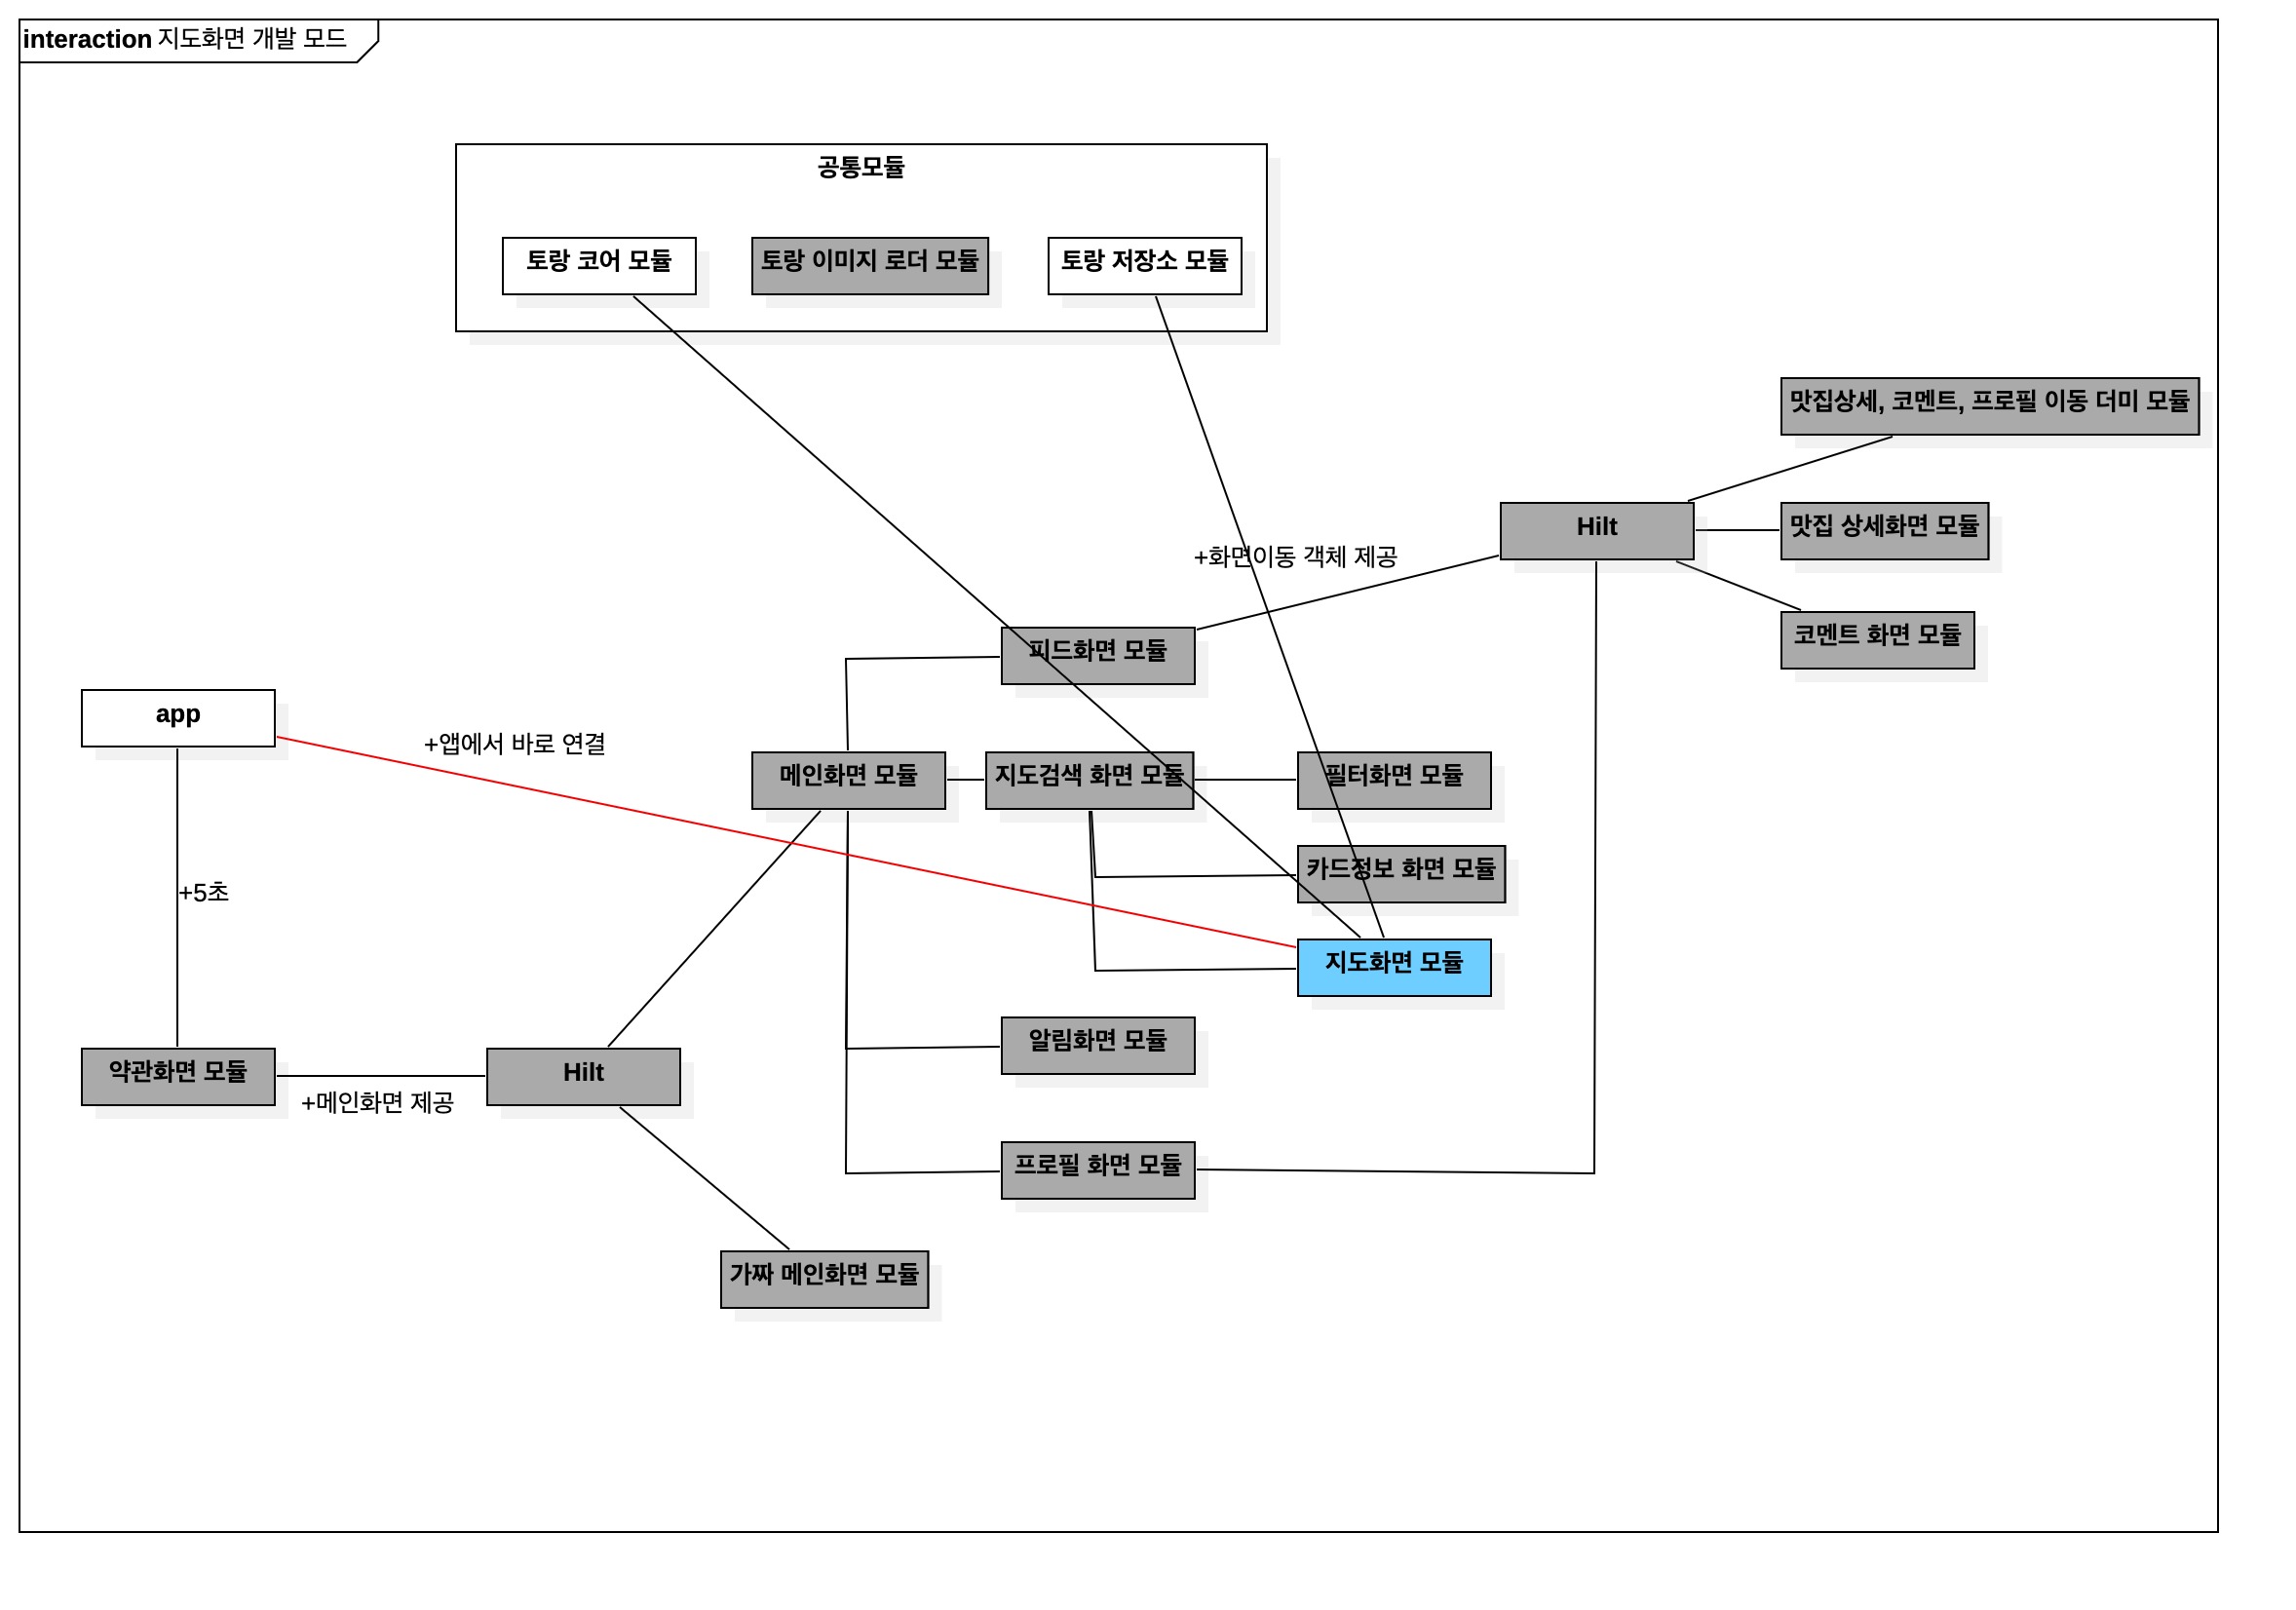 interaction 지도화면 개발 모드
공통모듈
토랑 코어 모듈
토랑 이미지 로더 모듈
토랑 저장소 모듈
맛집상세, 코멘트, 프로필 이동 더미 모듈
Hilt
맛집 상세화면 모듈
+화면이동 객체 제공
코멘트 화면 모듈
피드화면 모듈
app
+앱에서 바로 연결
메인화면 모듈
지도검색 화면 모듈
필터화면 모듈
카드정보 화면 모듈
+5초
지도화면 모듈
알림화면 모듈
약관화면 모듈
Hilt
+메인화면 제공
프로필 화면 모듈
가짜 메인화면 모듈